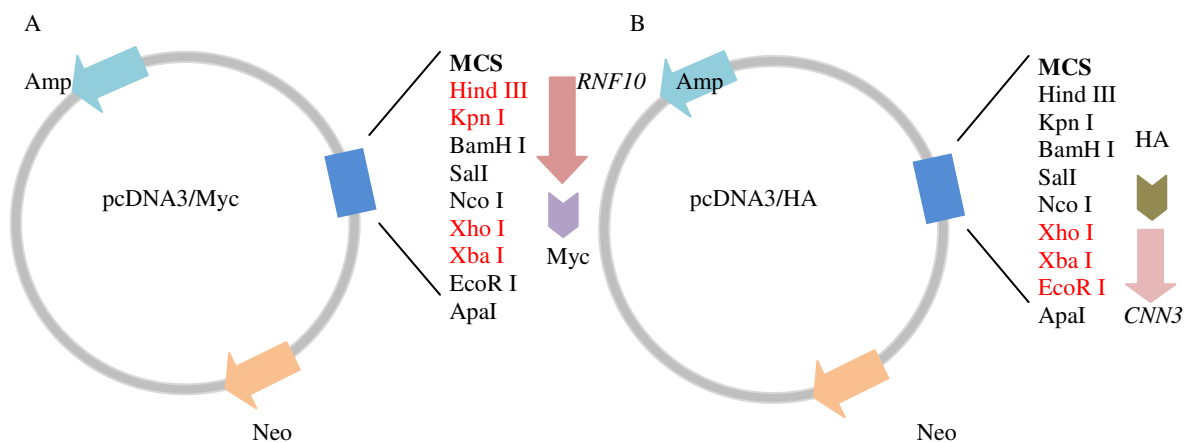 A
Amp
pcDNA3/Myc
MCS
Hind III
Kpn I
BamH I
SalI
Nco I
Xho I
Xba I
EcoR I
ApaI
RNF10
Myc
Neo
B
Amp
pcDNA3/HA
MCS
Hind III
Kpn I
BamH I
SalI
Nco I
Xho I
Xba I
EcoR I
ApaI
HA
CNN3
Neo